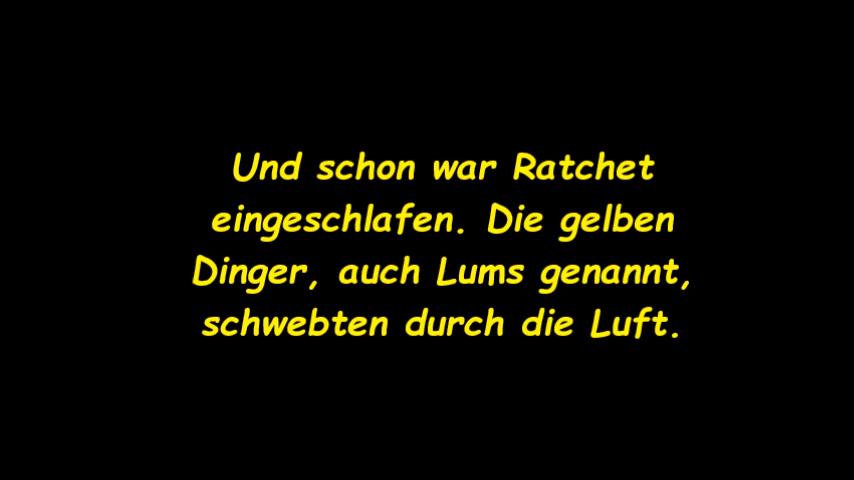 Und schon war Ratchet
eingeschlafen. Die gelben
Dinger, auch Lums genannt,
schwebten durch die Luft.